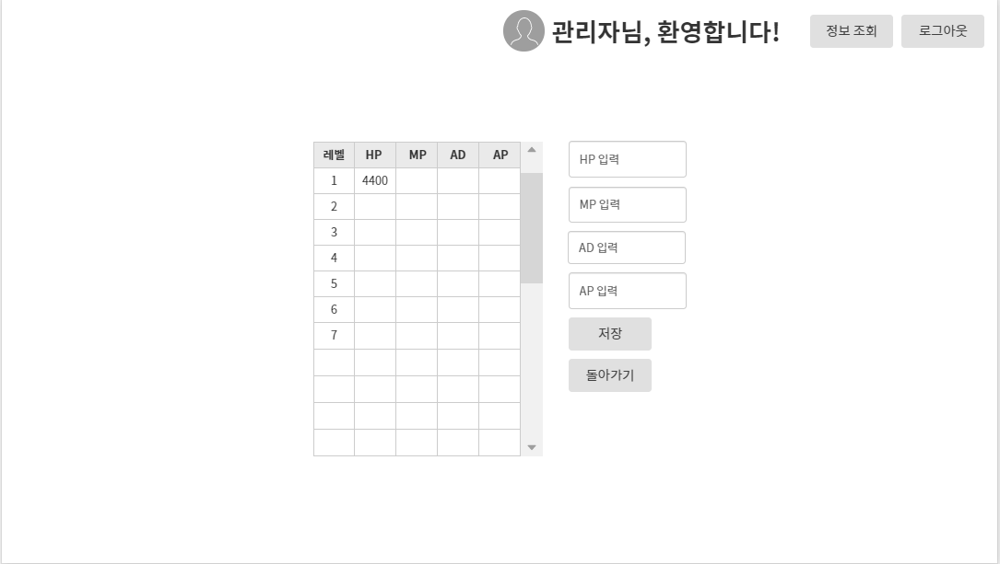 관리자님, 환영합니다!
정보 조회
로그아웃
레벨 HP MP AD AP
1 4400
2
3
4
5
6
7
HP 입력
MP 입력
AD 입력
AP 입력
저장
돌아가기